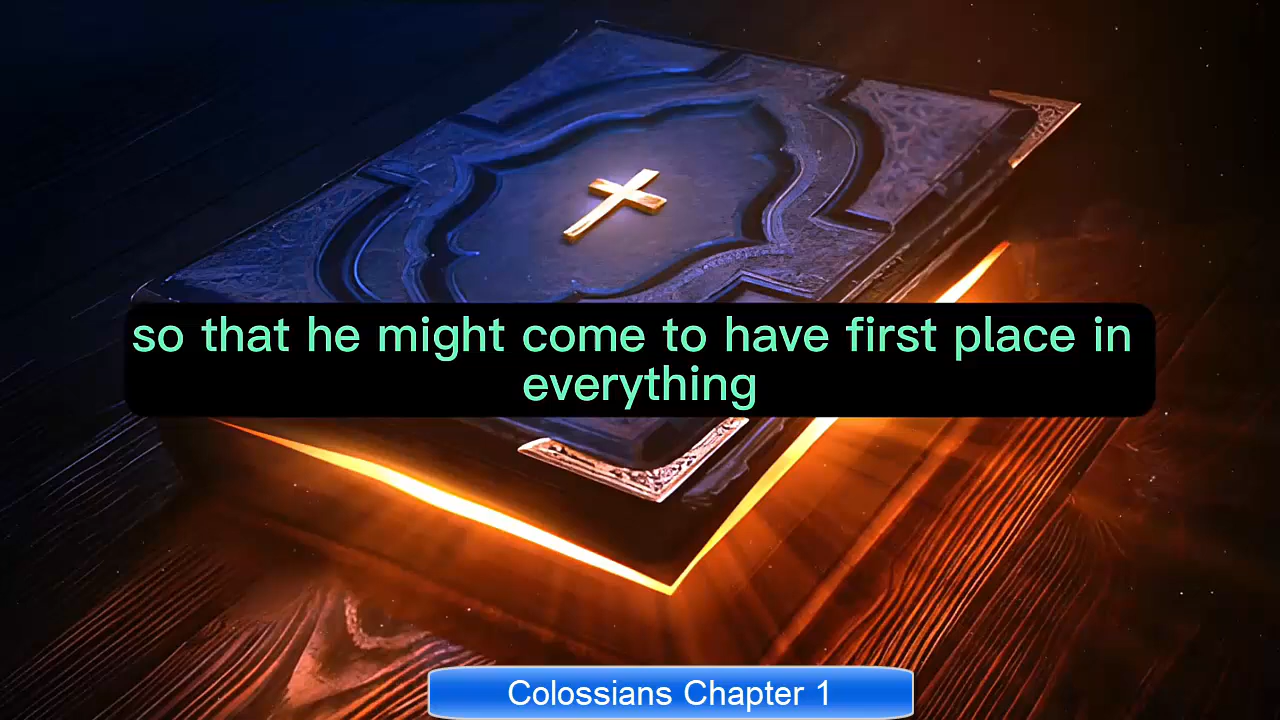 so that he might come to have first place in
everything
Colossians Chapter 1